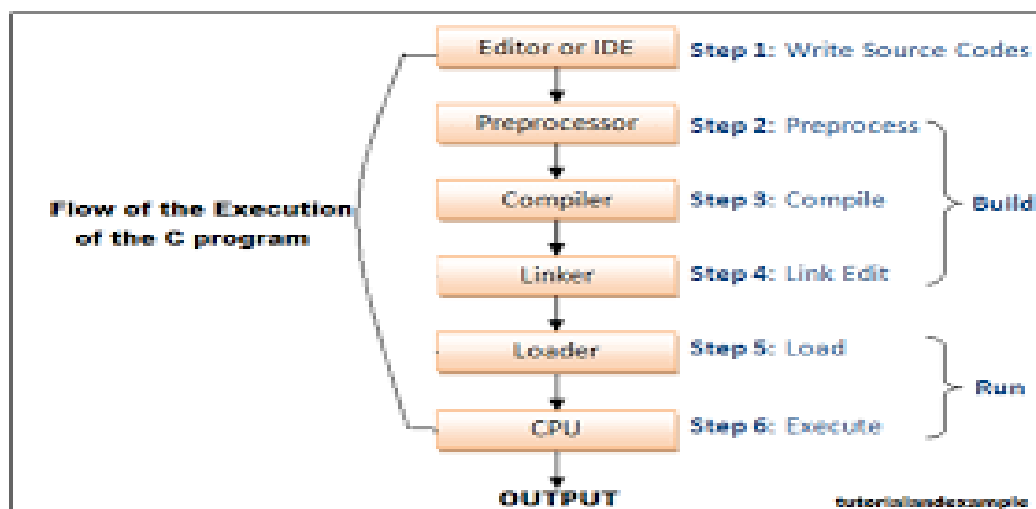 Editor or IDE
Step 1: Write Source Codes
Preprocessor
Step 2: Preprocess
Compiler
Step 3: Compile
Build
Flow of the Execution
of the C program
Linker
Step 4: Link Edit
Loader
Step 5: Load
Run
CPU
Step 6: Execute
OUTPUT
tutorialandexample